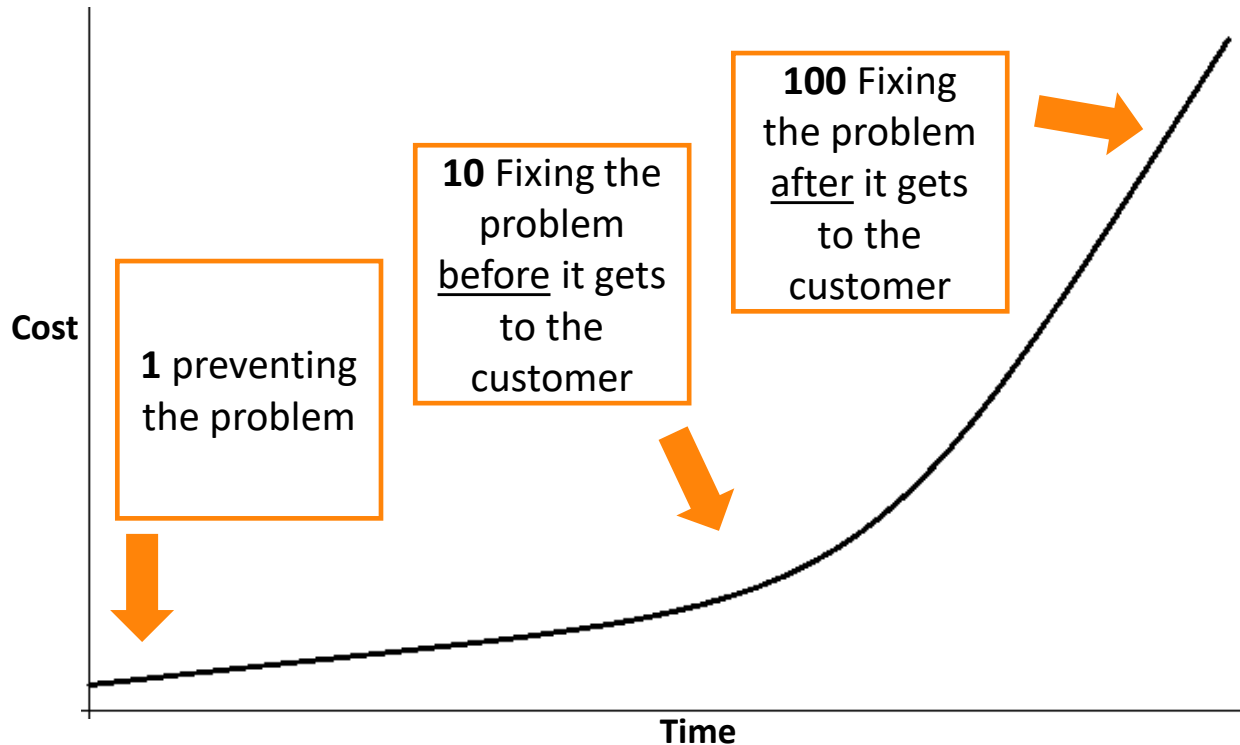 Cost
1 preventing
the problem
10 Fixing the
problem
before it gets
to the
customer
100 Fixing
the problem
after it gets
to the
customer
Time